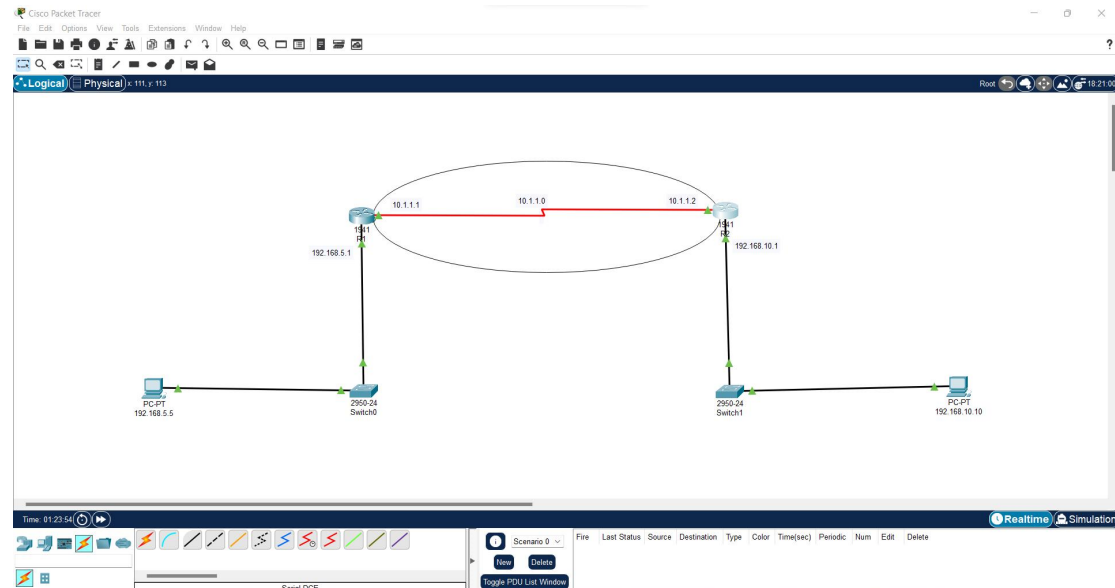 Cisco Packet Tracer
File Edit Options View Tools Extensions Window Help
?
Logical Physical x: 111, y: 113 Root 18:21:00
10.1.1.1 10.1.1.0 10.1.1.2
1941
R1
1941
R2
192.168.5.1
192.168.10.1
PC-PT
192.168.5.5
2950-24
Switch0
2950-24
Switch1
PC-PT
192.168.10.10
Time: 01:23:54 Realtime Simulation
Scenario 0 Fire Last Status Source Destination Type Color Time(sec) Periodic Num Edit Delete
New Delete
Toggle PDU List Window
Serial DCE